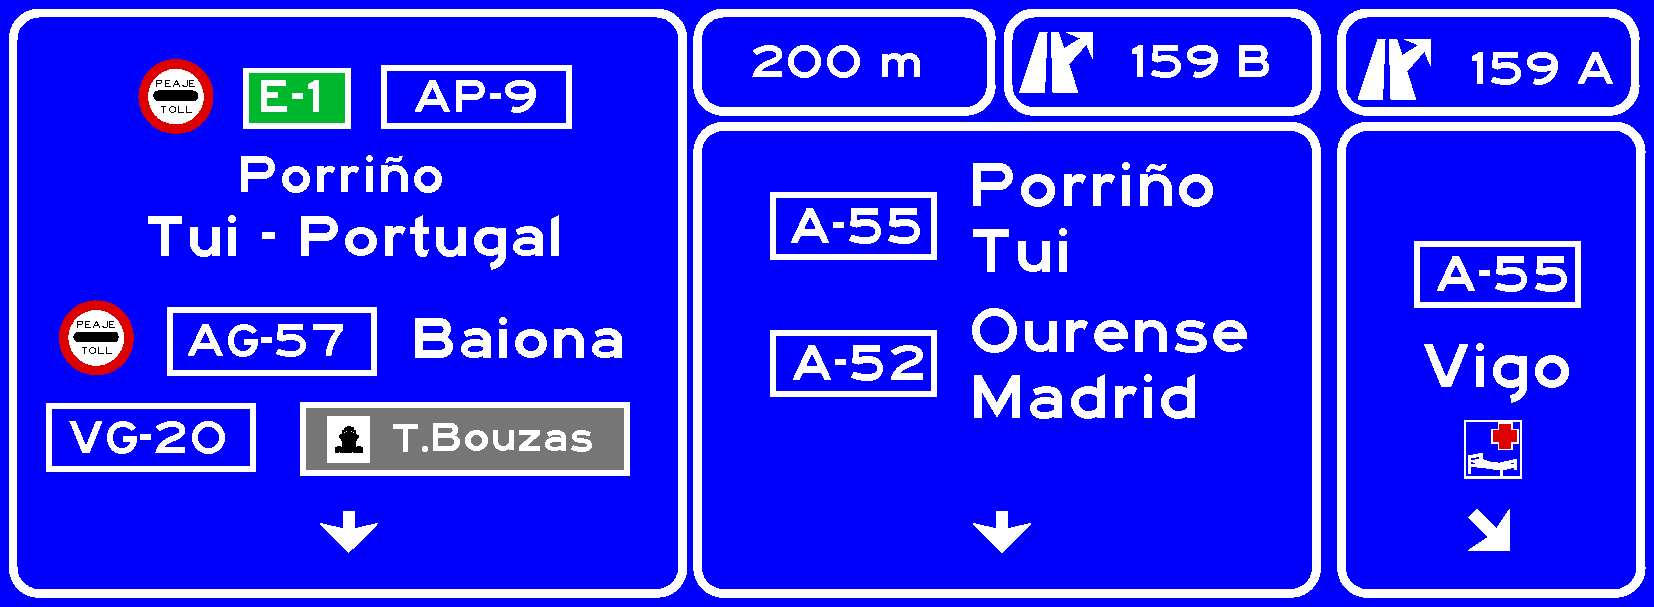 PEAJE
TOLL
E-1 AP-9
Porriño
Tui - Portugal
PEAJE
TOLL
AG-57 Baiona
VG-20 T.Bouzas
200 m
159 B
A-55 Porriño
Tui
A-52 Ourense
Madrid
159 A
A-55
Vigo